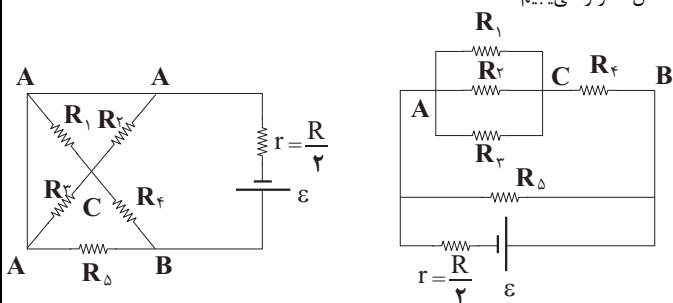 A A
R۱ R۲
R۳ C R۴
A R۵ B
r = R/۲
ε
R۱
R۲ C R۴ B
A
R۳
R۵
r = R/۲
ε